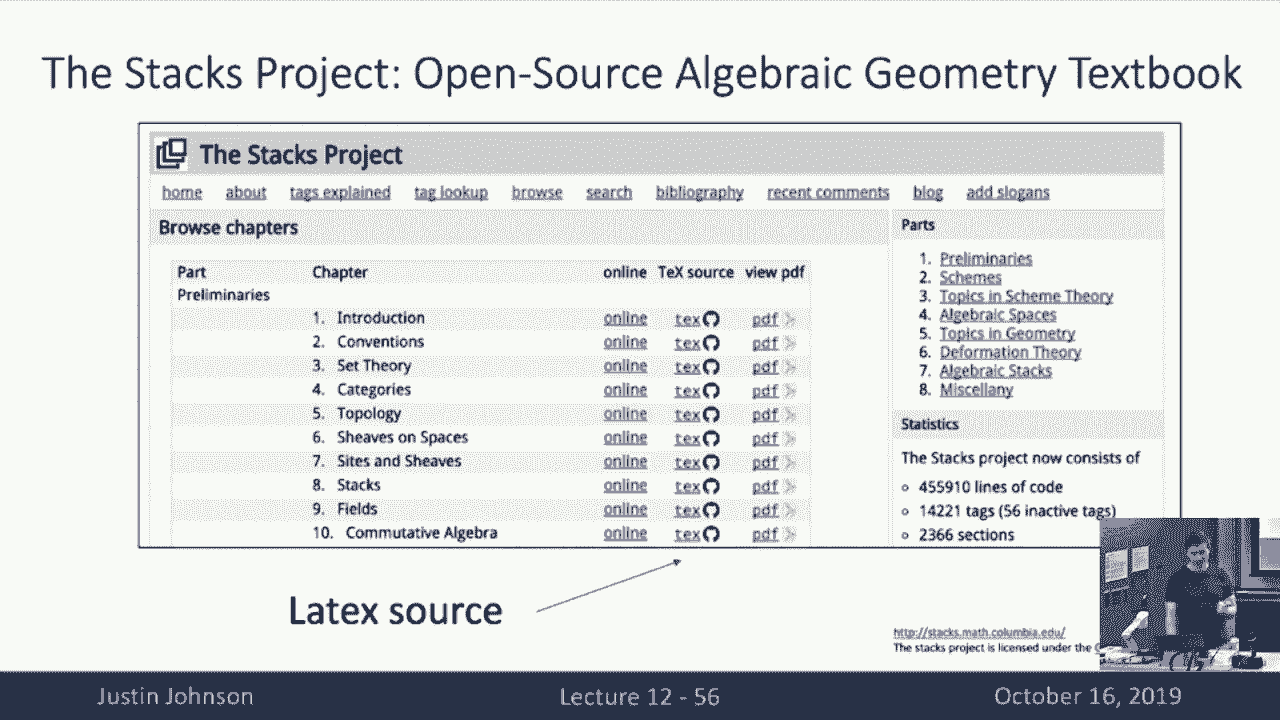 The Stacks Project: Open-Source Algebraic Geometry Textbook
The Stacks Project
home about tags explained tag lookup browse search bibliography recent comments blog add slogans
Browse chapters
Part Chapter online TeX source view pdf
Preliminaries
1. Introduction online tex pdf
2. Conventions online tex pdf
3. Set Theory online tex pdf
4. Categories online tex pdf
5. Topology online tex pdf
6. Sheaves on Spaces online tex pdf
7. Sites and Sheaves online tex pdf
8. Stacks online tex pdf
9. Fields online tex pdf
10. Commutative Algebra online tex pdf
Parts
1. Preliminaries
2. Schemes
3. Topics in Scheme Theory
4. Algebraic Spaces
5. Topics in Geometry
6. Deformation Theory
7. Algebraic Stacks
8. Miscellany
Statistics
The Stacks project now consists of
455910 lines of code
14221 tags (56 inactive tags)
2366 sections
Latex source
http://stacks.math.columbia.edu/
The stacks project is licensed under the
Justin Johnson Lecture 12 - 56 October 16, 2019